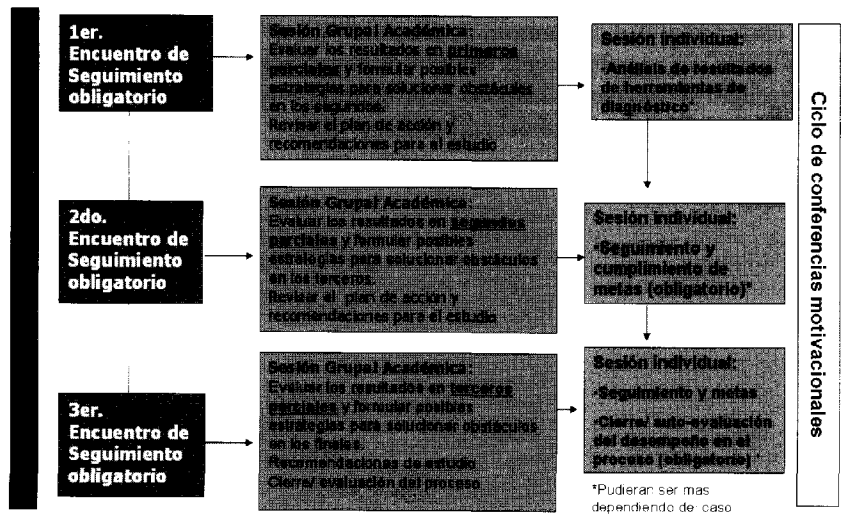 1er.
Encuentro de
Seguimiento
obligatorio
Sesión Grupal Académica:
Evaluar los resultados en primeros
parciales y formular posibles
estrategias para solucionar obstáculos
en los segundos.
Revisar el plan de acción y
recomendaciones para el estudio
Sesión individual:
-Análisis de resultados
de herramientas de
diagnóstico*
2do.
Encuentro de
Seguimiento
obligatorio
Sesión Grupal Académica:
Evaluar los resultados en segundos
parciales y formular posibles
estrategias para solucionar obstáculos
en los terceros.
Revisar el plan de acción y
recomendaciones para el estudio
Sesión individual:
-Seguimiento y
cumplimiento de
metas (obligatorio)*
3er.
Encuentro de
Seguimiento
obligatorio
Sesión Grupal Académica:
Evaluar los resultados en terceros
parciales y formular posibles
estrategias para solucionar obstáculos
en los finales.
Recomendaciones de estudio
Cierre/ evaluación del proceso
Sesión individual:
-Seguimiento y metas
-Cierre/ auto-evaluación
del desempeño en el
proceso (obligatorio) *
*Pudieran ser mas
dependiendo del caso
Ciclo de conferencias motivacionales